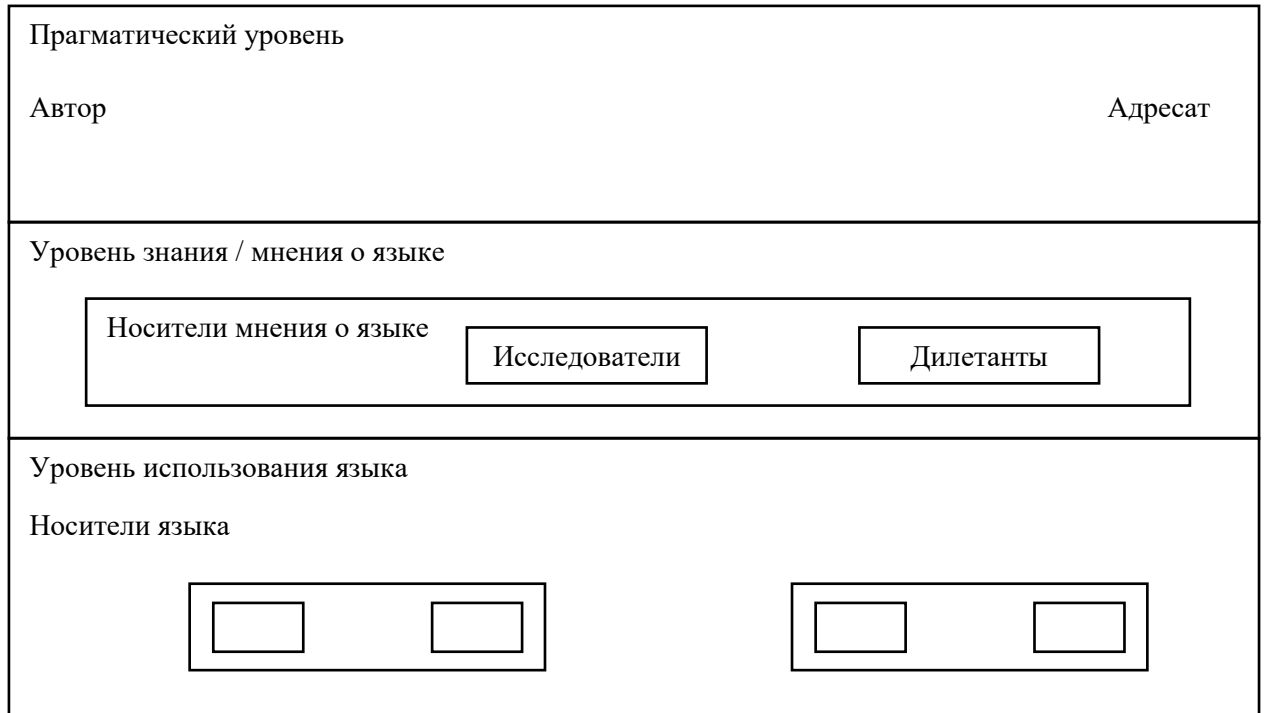 Прагматический уровень
Автор Адресат
Уровень знания / мнения о языке
Носители мнения о языке
Исследователи Дилетанты
Уровень использования языка
Носители языка